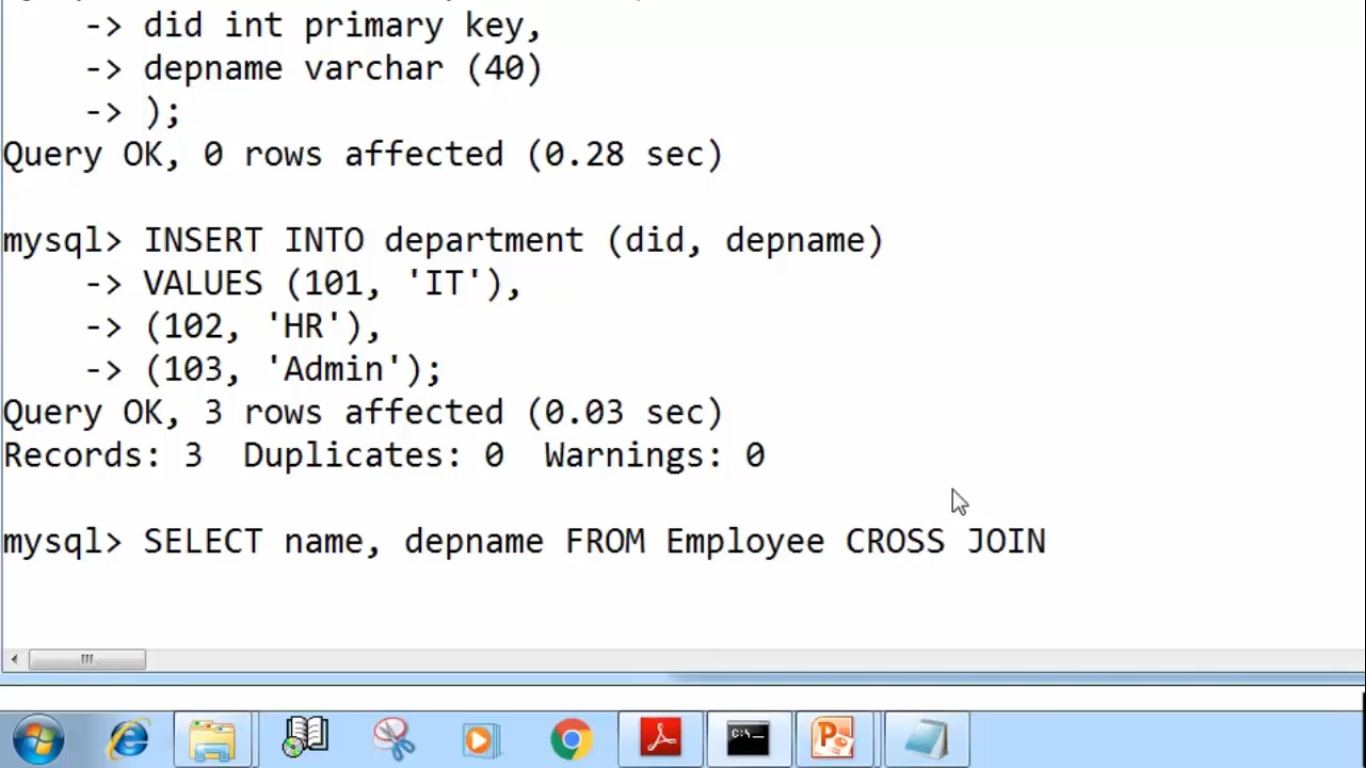 -> did int primary key,
-> depname varchar (40)
-> );
Query OK, 0 rows affected (0.28 sec)
mysql> INSERT INTO department (did, depname)
-> VALUES (101, 'IT'),
-> (102, 'HR'),
-> (103, 'Admin');
Query OK, 3 rows affected (0.03 sec)
Records: 3  Duplicates: 0  Warnings: 0
mysql> SELECT name, depname FROM Employee CROSS JOIN
C:\_